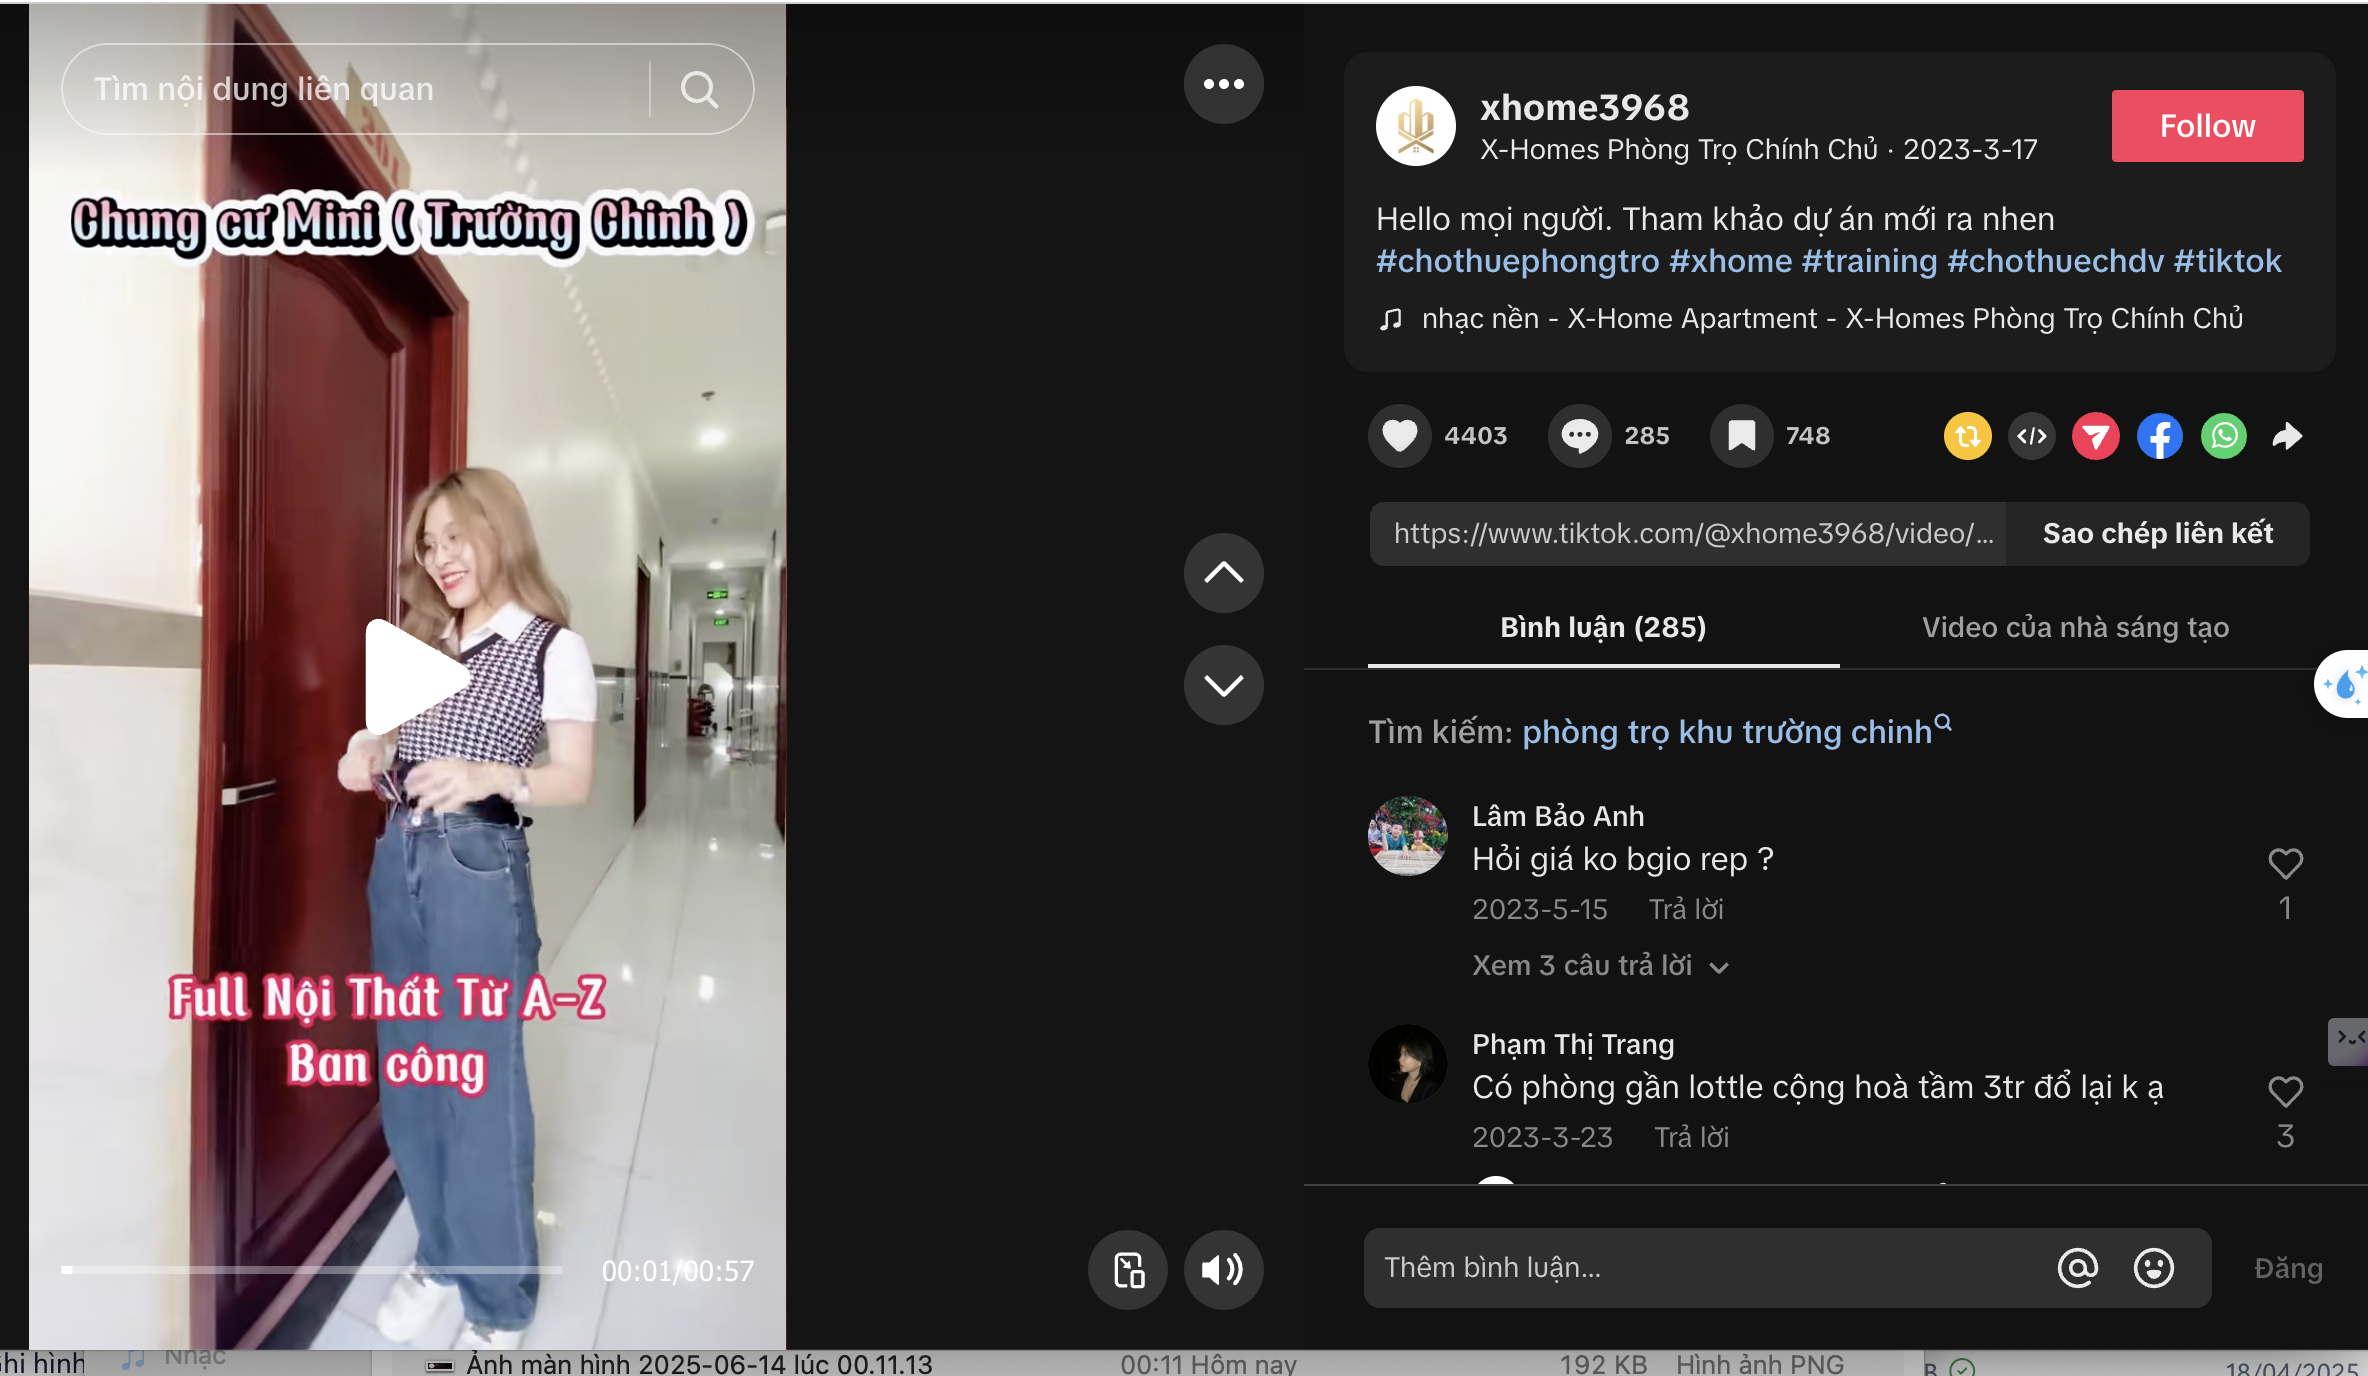 Tìm nội dung liên quan
201
Chung cư Mini ( Trường Chinh )
Full Nội Thất Từ A-Z
Ban công
00:01/00:57
xhome3968
X-Homes Phòng Trọ Chính Chủ · 2023-3-17
Follow
Hello mọi người. Tham khảo dự án mới ra nhen
#chothuephongtro #xhome #training #chothuechdv #tiktok
nhạc nền - X-Home Apartment - X-Homes Phòng Trọ Chính Chủ
4403
285
748
https://www.tiktok.com/@xhome3968/video/...
Sao chép liên kết
Bình luận (285)
Video của nhà sáng tạo
Tìm kiếm: phòng trọ khu trường chinh
Lâm Bảo Anh
Hỏi giá ko bgio rep ?
2023-5-15 Trả lời
1
Xem 3 câu trả lời
Phạm Thị Trang
Có phòng gần lottle cộng hoà tầm 3tr đổ lại k ạ
2023-3-23 Trả lời
3
Thêm bình luận...
Đăng
Nhạc
Ảnh màn hình 2025-06-14 lúc 00.11.13
00:11 Hôm nay
192 KB
Hình ảnh PNG
18/04/2025